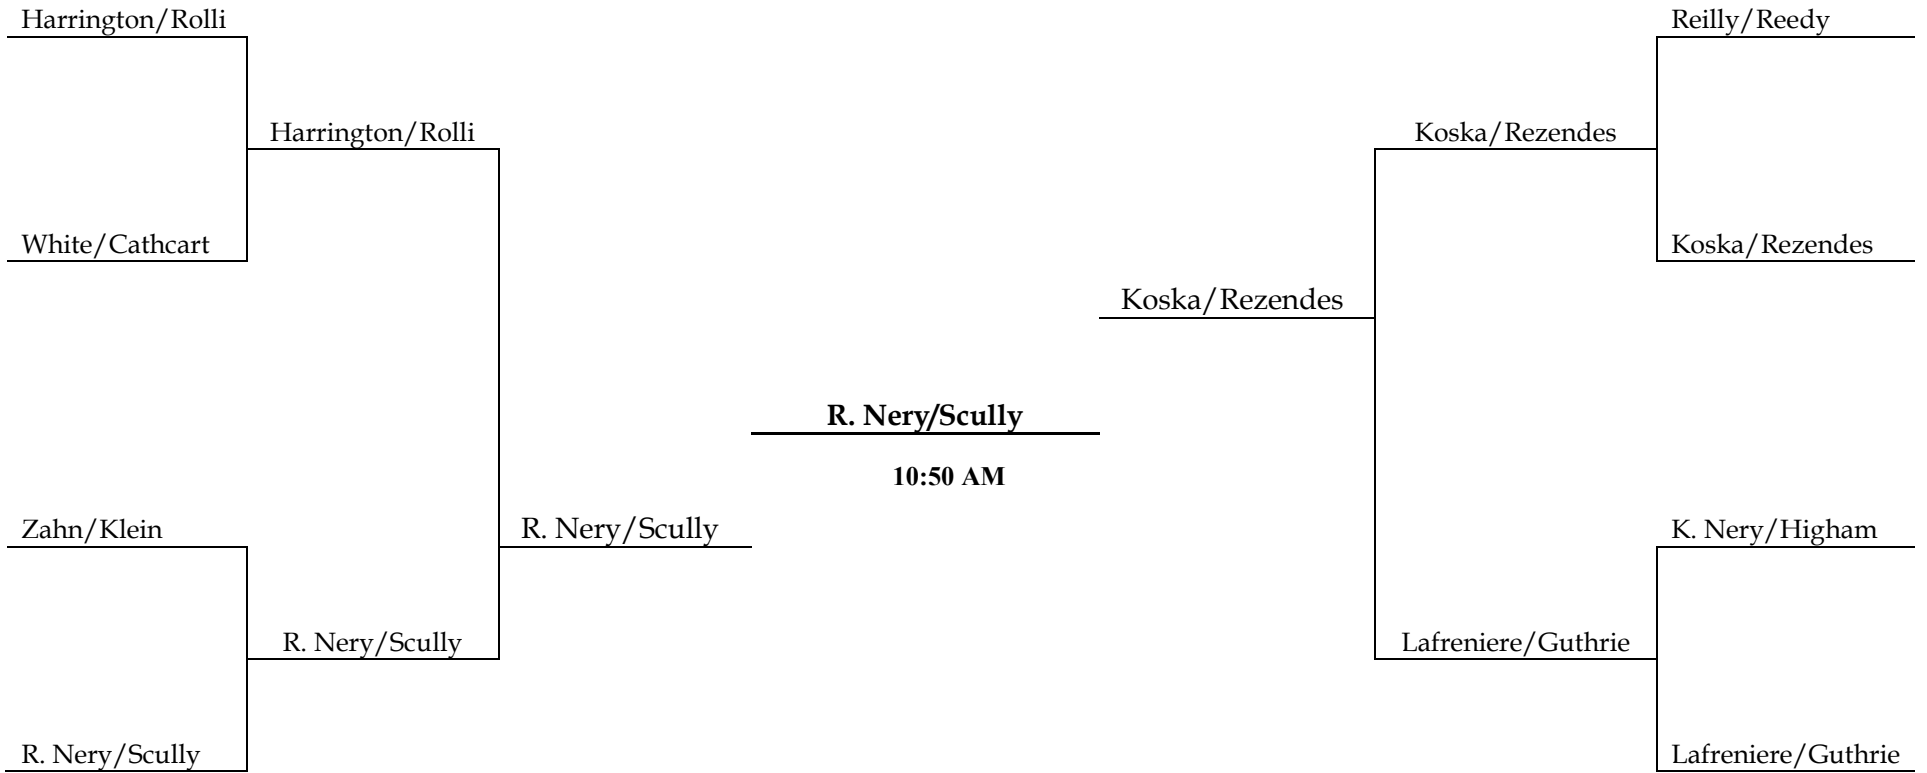 Harrington/Rolli
Reilly/Reedy
Harrington/Rolli
Koska/Rezendes
White/Cathcart
Koska/Rezendes
Koska/Rezendes
R. Nery/Scully
10:50 AM
Zahn/Klein
R. Nery/Scully
K. Nery/Higham
R. Nery/Scully
Lafreniere/Guthrie
R. Nery/Scully
Lafreniere/Guthrie